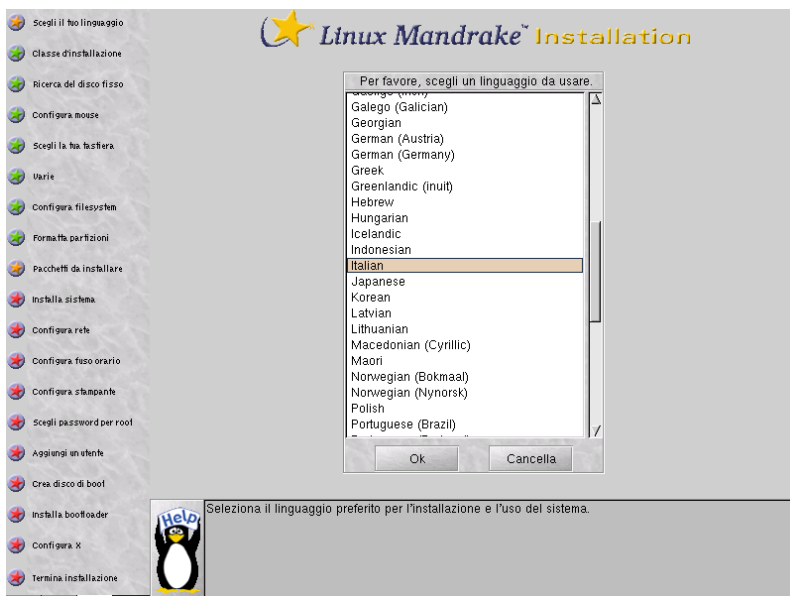 Linux Mandrake™ Installation
Scegli il tuo linguaggio
Classe d'installazione
Ricerca del disco fisso
Configura mouse
Scegli la tua tastiera
Varie
Configura filesystem
Formatta partizioni
Pacchetti da installare
Installa sistema
Configura rete
Configura fuso orario
Configura stampante
Scegli password per root
Aggiungi un utente
Crea disco di boot
Installa bootloader
Configura X
Termina installazione
Per favore, scegli un linguaggio da usare.
Galego (Galician)
Georgian
German (Austria)
German (Germany)
Greek
Greenlandic (inuit)
Hebrew
Hungarian
Icelandic
Indonesian
Italian
Japanese
Korean
Latvian
Lithuanian
Macedonian (Cyrillic)
Maori
Norwegian (Bokmaal)
Norwegian (Nynorsk)
Polish
Portuguese (Brazil)
Ok
Cancella
Help
Seleziona il linguaggio preferito per l'installazione e l'uso del sistema.